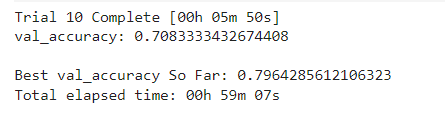 Trial 10 Complete [00h 05m 50s]
val_accuracy: 0.7083333432674408
Best val_accuracy So Far: 0.7964285612106323
Total elapsed time: 00h 59m 07s